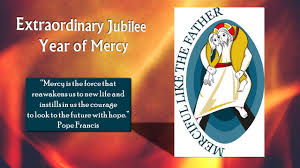 Extraordinary Jubilee
Year of Mercy
"Mercy is the force that
reawakens us to new life and
instills in us the courage
to look to the future with hope."
Pope Francis
MERCIFUL LIKE THE FATHER